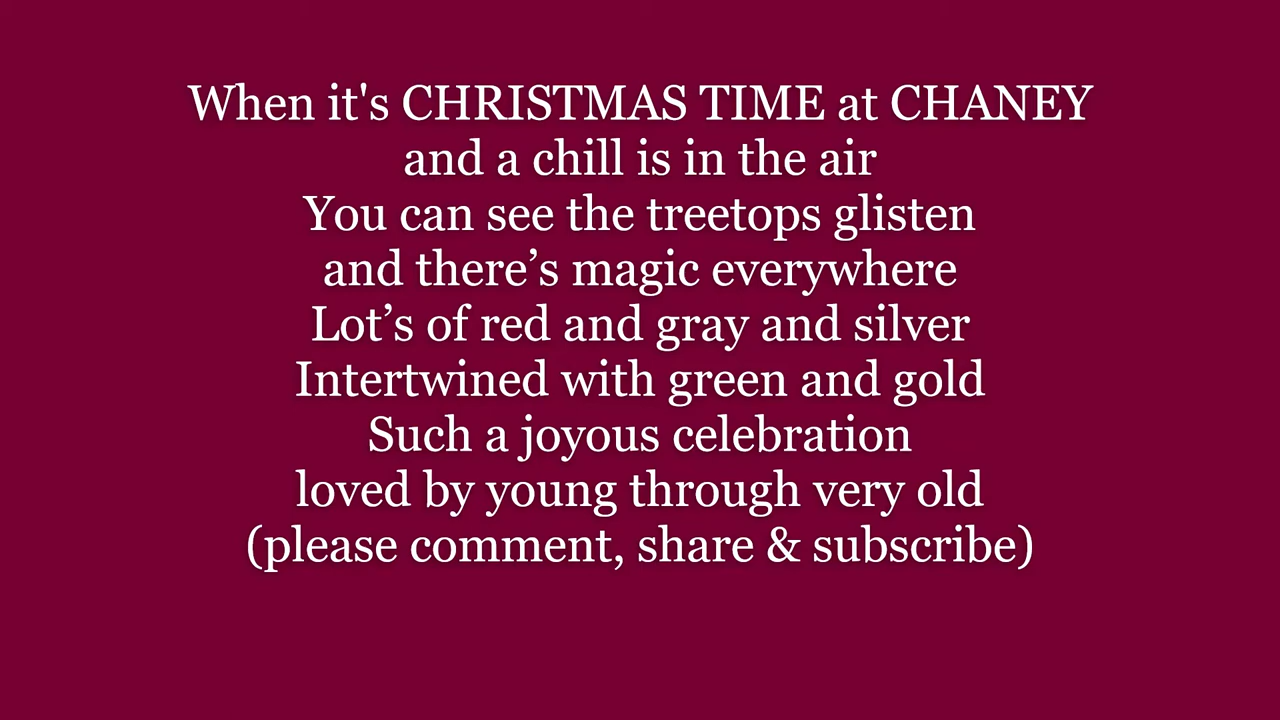 When it's CHRISTMAS TIME at CHANEY
and a chill is in the air
You can see the treetops glisten
and there’s magic everywhere
Lot’s of red and gray and silver
Intertwined with green and gold
Such a joyous celebration
loved by young through very old
(please comment, share & subscribe)